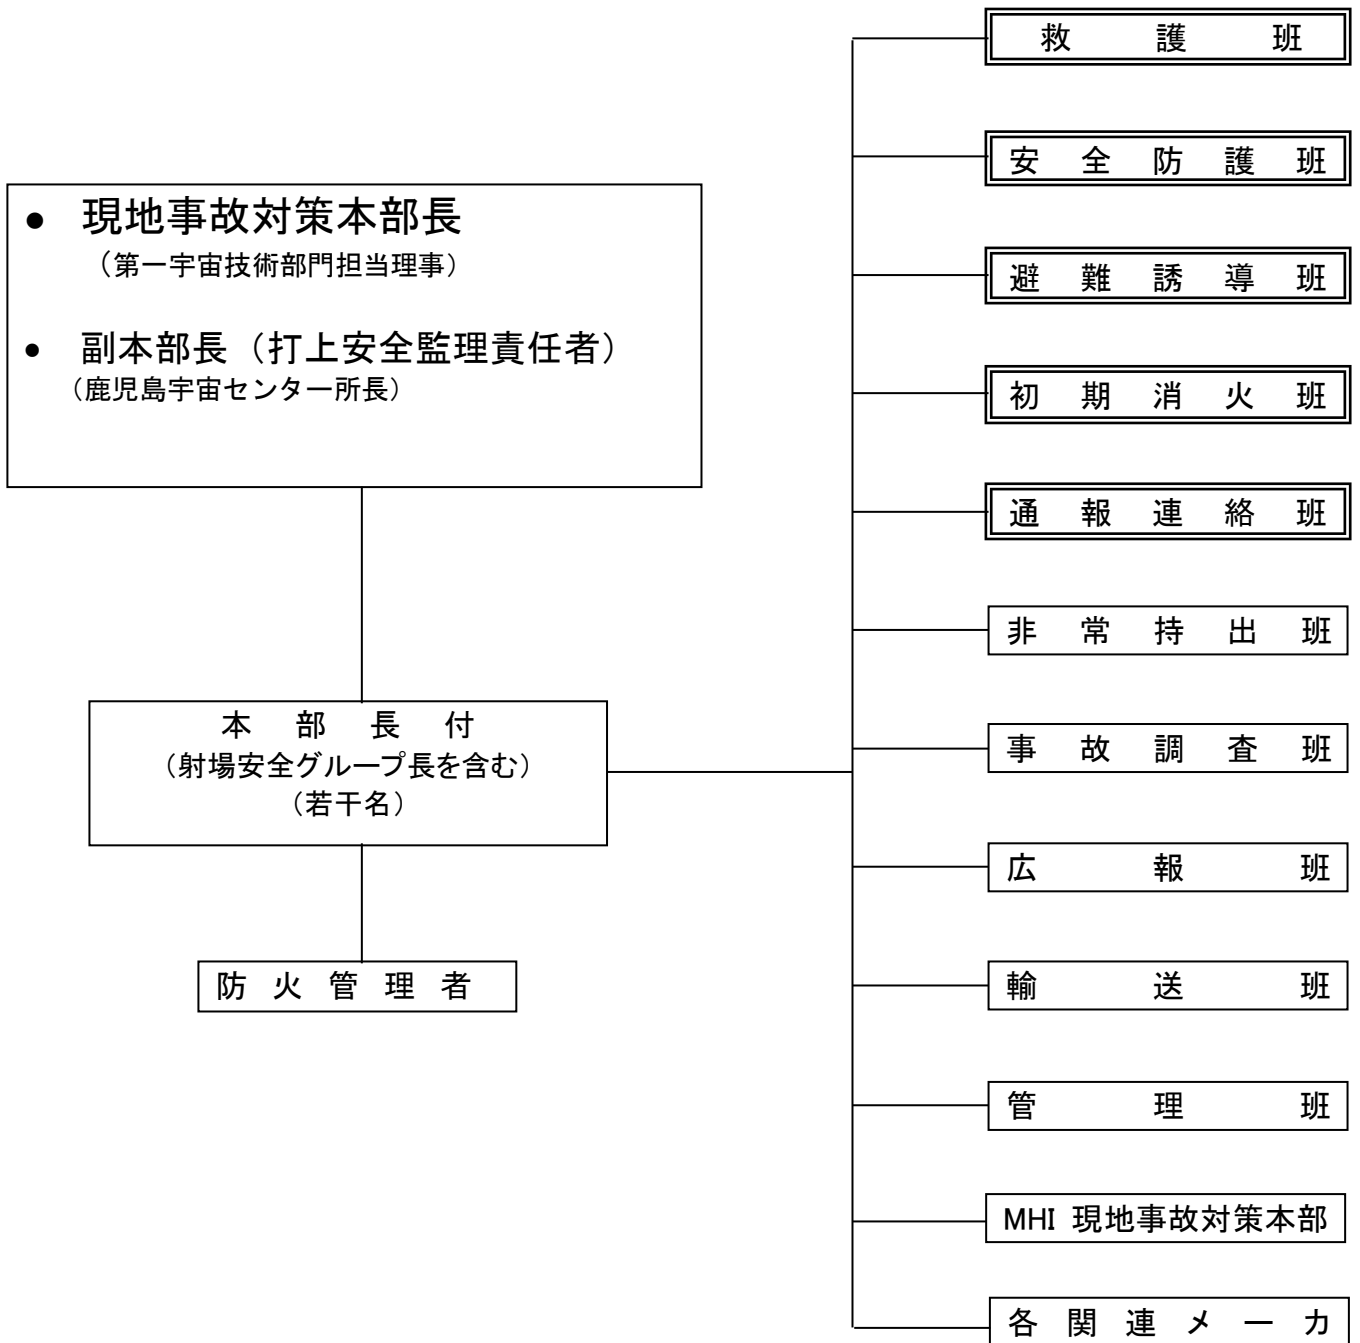 ● 現地事故対策本部長
（第一宇宙技術部門担当理事）
● 副本部長（打上安全監理責任者）
（鹿児島宇宙センター所長）
本部長付
（射場安全グループ長を含む）
（若干名）
防火管理者
救護班
安全防護班
避難誘導班
初期消火班
通報連絡班
非常持出班
事故調査班
広報班
輸送班
管理班
MHI 現地事故対策本部
各関連メーカ